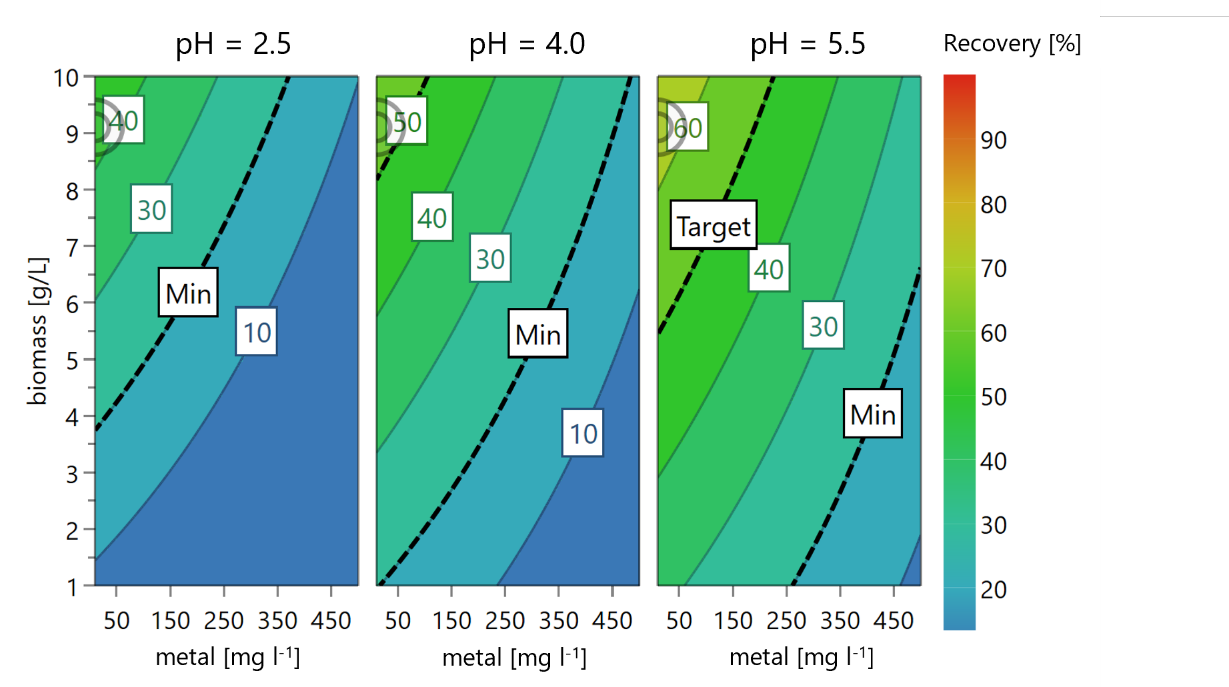 pH = 2.5 pH = 4.0 pH = 5.5 Recovery [%]
biomass [g/L]
10
9
8
7
6
5
4
3
2
1
40
30
Min
10
50
40
30
Min
10
60
Target
40
30
Min
90
80
70
60
50
40
30
20
50 150 250 350 450
50 150 250 350 450
50 150 250 350 450
metal [mg l⁻¹] metal [mg l⁻¹] metal [mg l⁻¹]